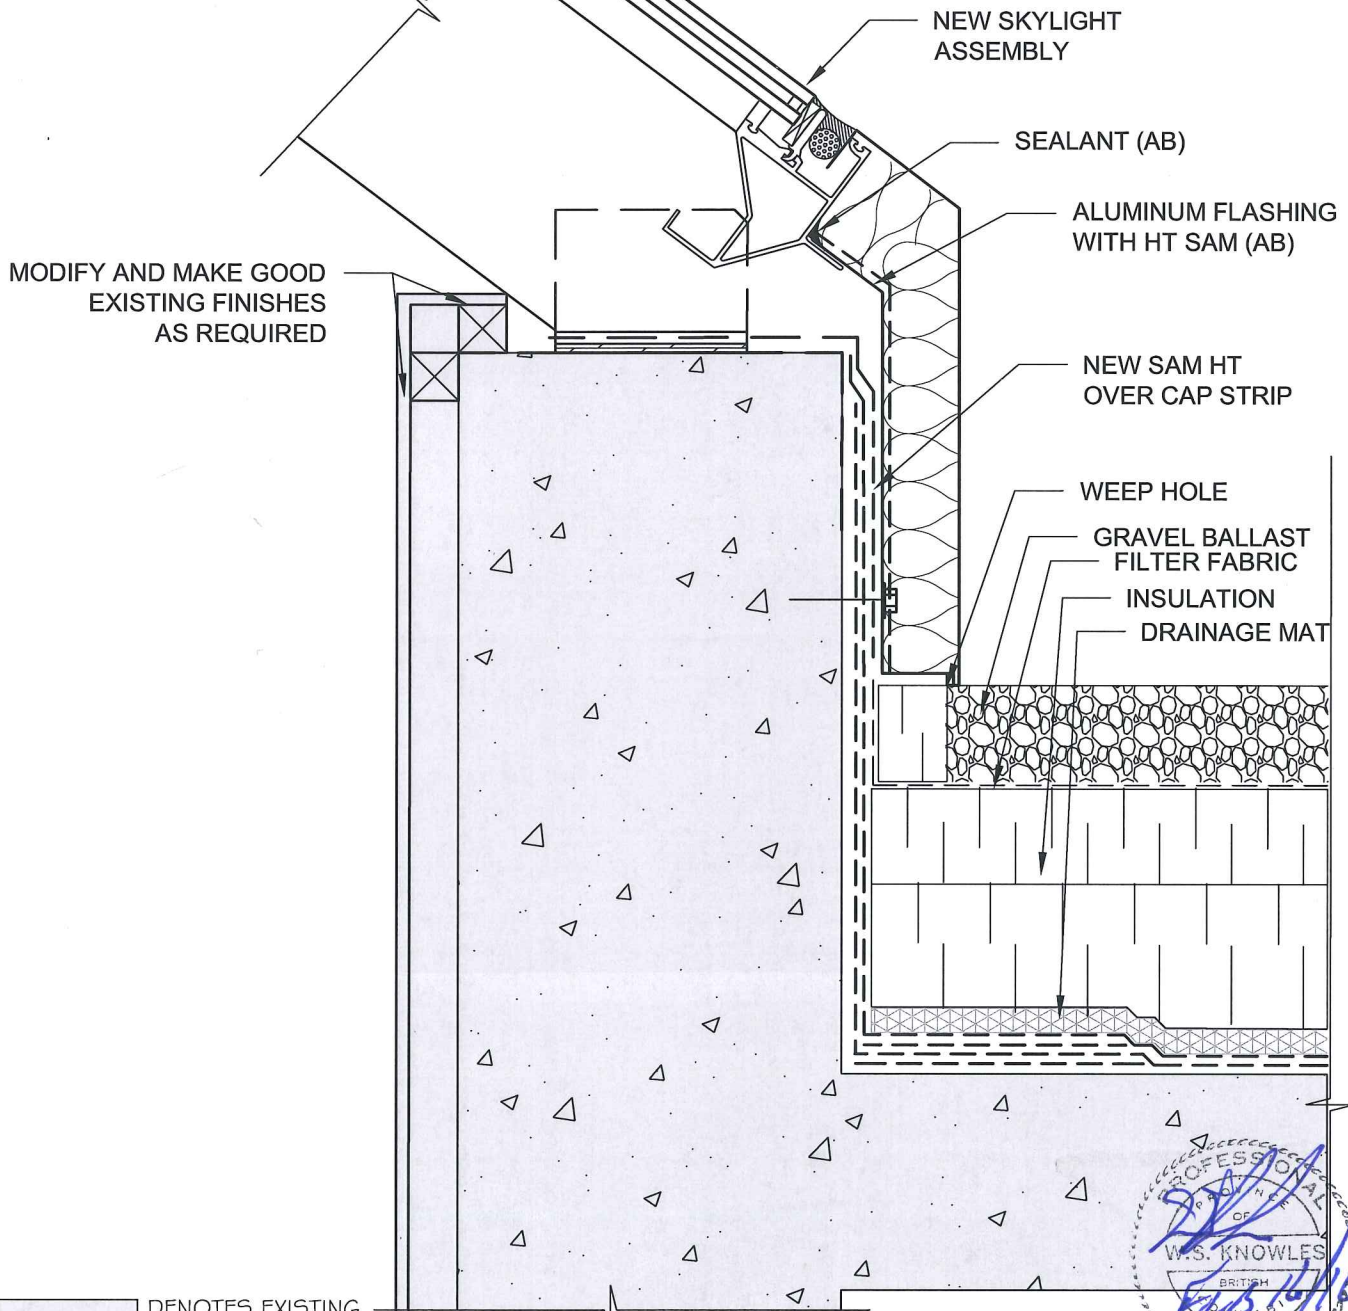 NEW SKYLIGHT
ASSEMBLY
SEALANT (AB)
ALUMINUM FLASHING
WITH HT SAM (AB)
MODIFY AND MAKE GOOD
EXISTING FINISHES
AS REQUIRED
NEW SAM HT
OVER CAP STRIP
WEEP HOLE
GRAVEL BALLAST
FILTER FABRIC
INSULATION
DRAINAGE MAT
PROFESSIONAL
PROVINCE
OF
W.S. KNOWLES
BRITISH
DENOTES EXISTING